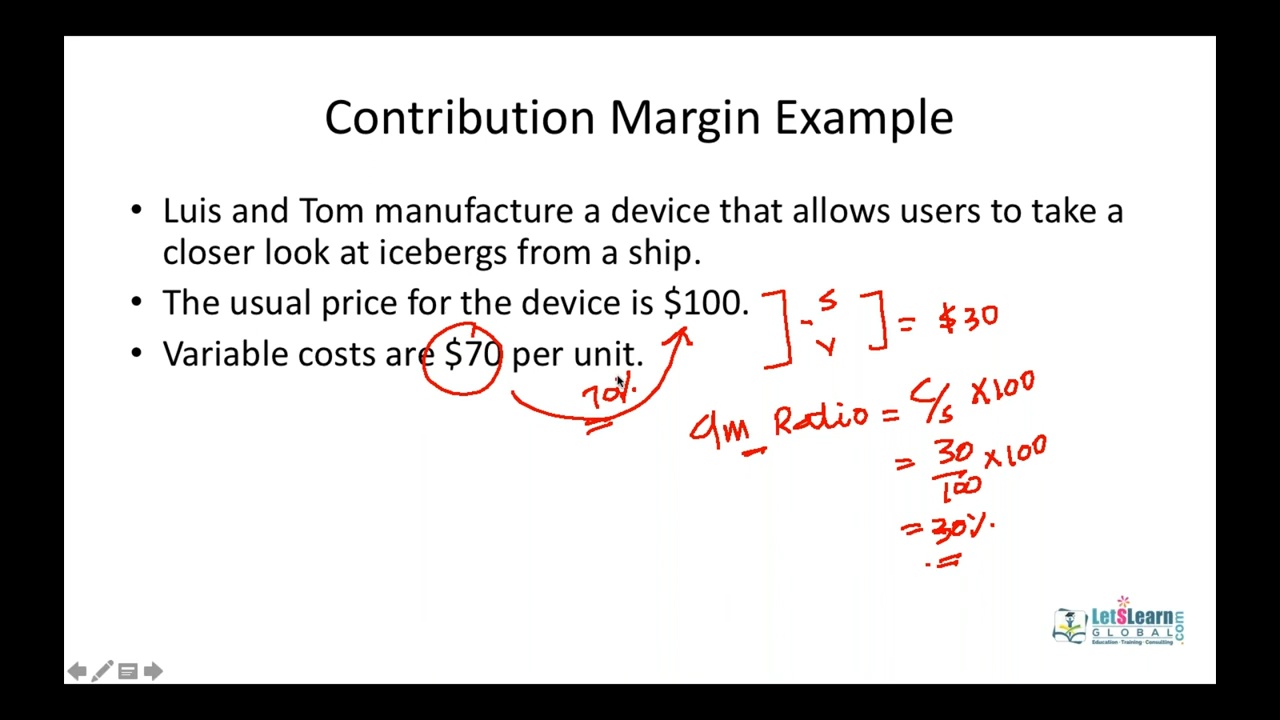 Contribution Margin Example
• Luis and Tom manufacture a device that allows users to take a
closer look at icebergs from a ship.
• The usual price for the device is $100.
• Variable costs are $70 per unit.
S
- V
= $30
70%
Cm Ratio = C/S x100
= 30/100 x100
= 30%
LetSLearn
GLOBAL
.com
Education Training Consulting